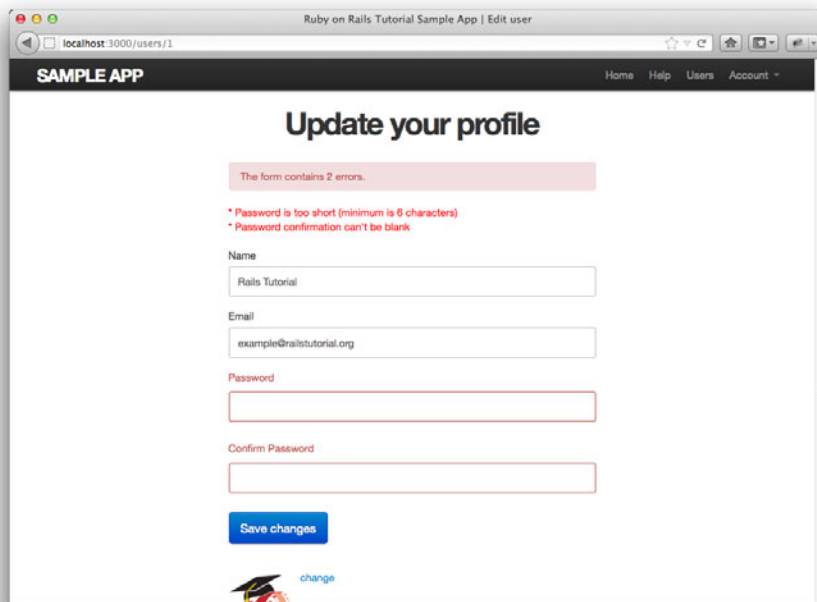 Ruby on Rails Tutorial Sample App | Edit user
localhost:3000/users/1
SAMPLE APP
Home Help Users Account
Update your profile
The form contains 2 errors.
* Password is too short (minimum is 6 characters)
* Password confirmation can't be blank
Name
Rails Tutorial
Email
example@railstutorial.org
Password
Confirm Password
Save changes
change